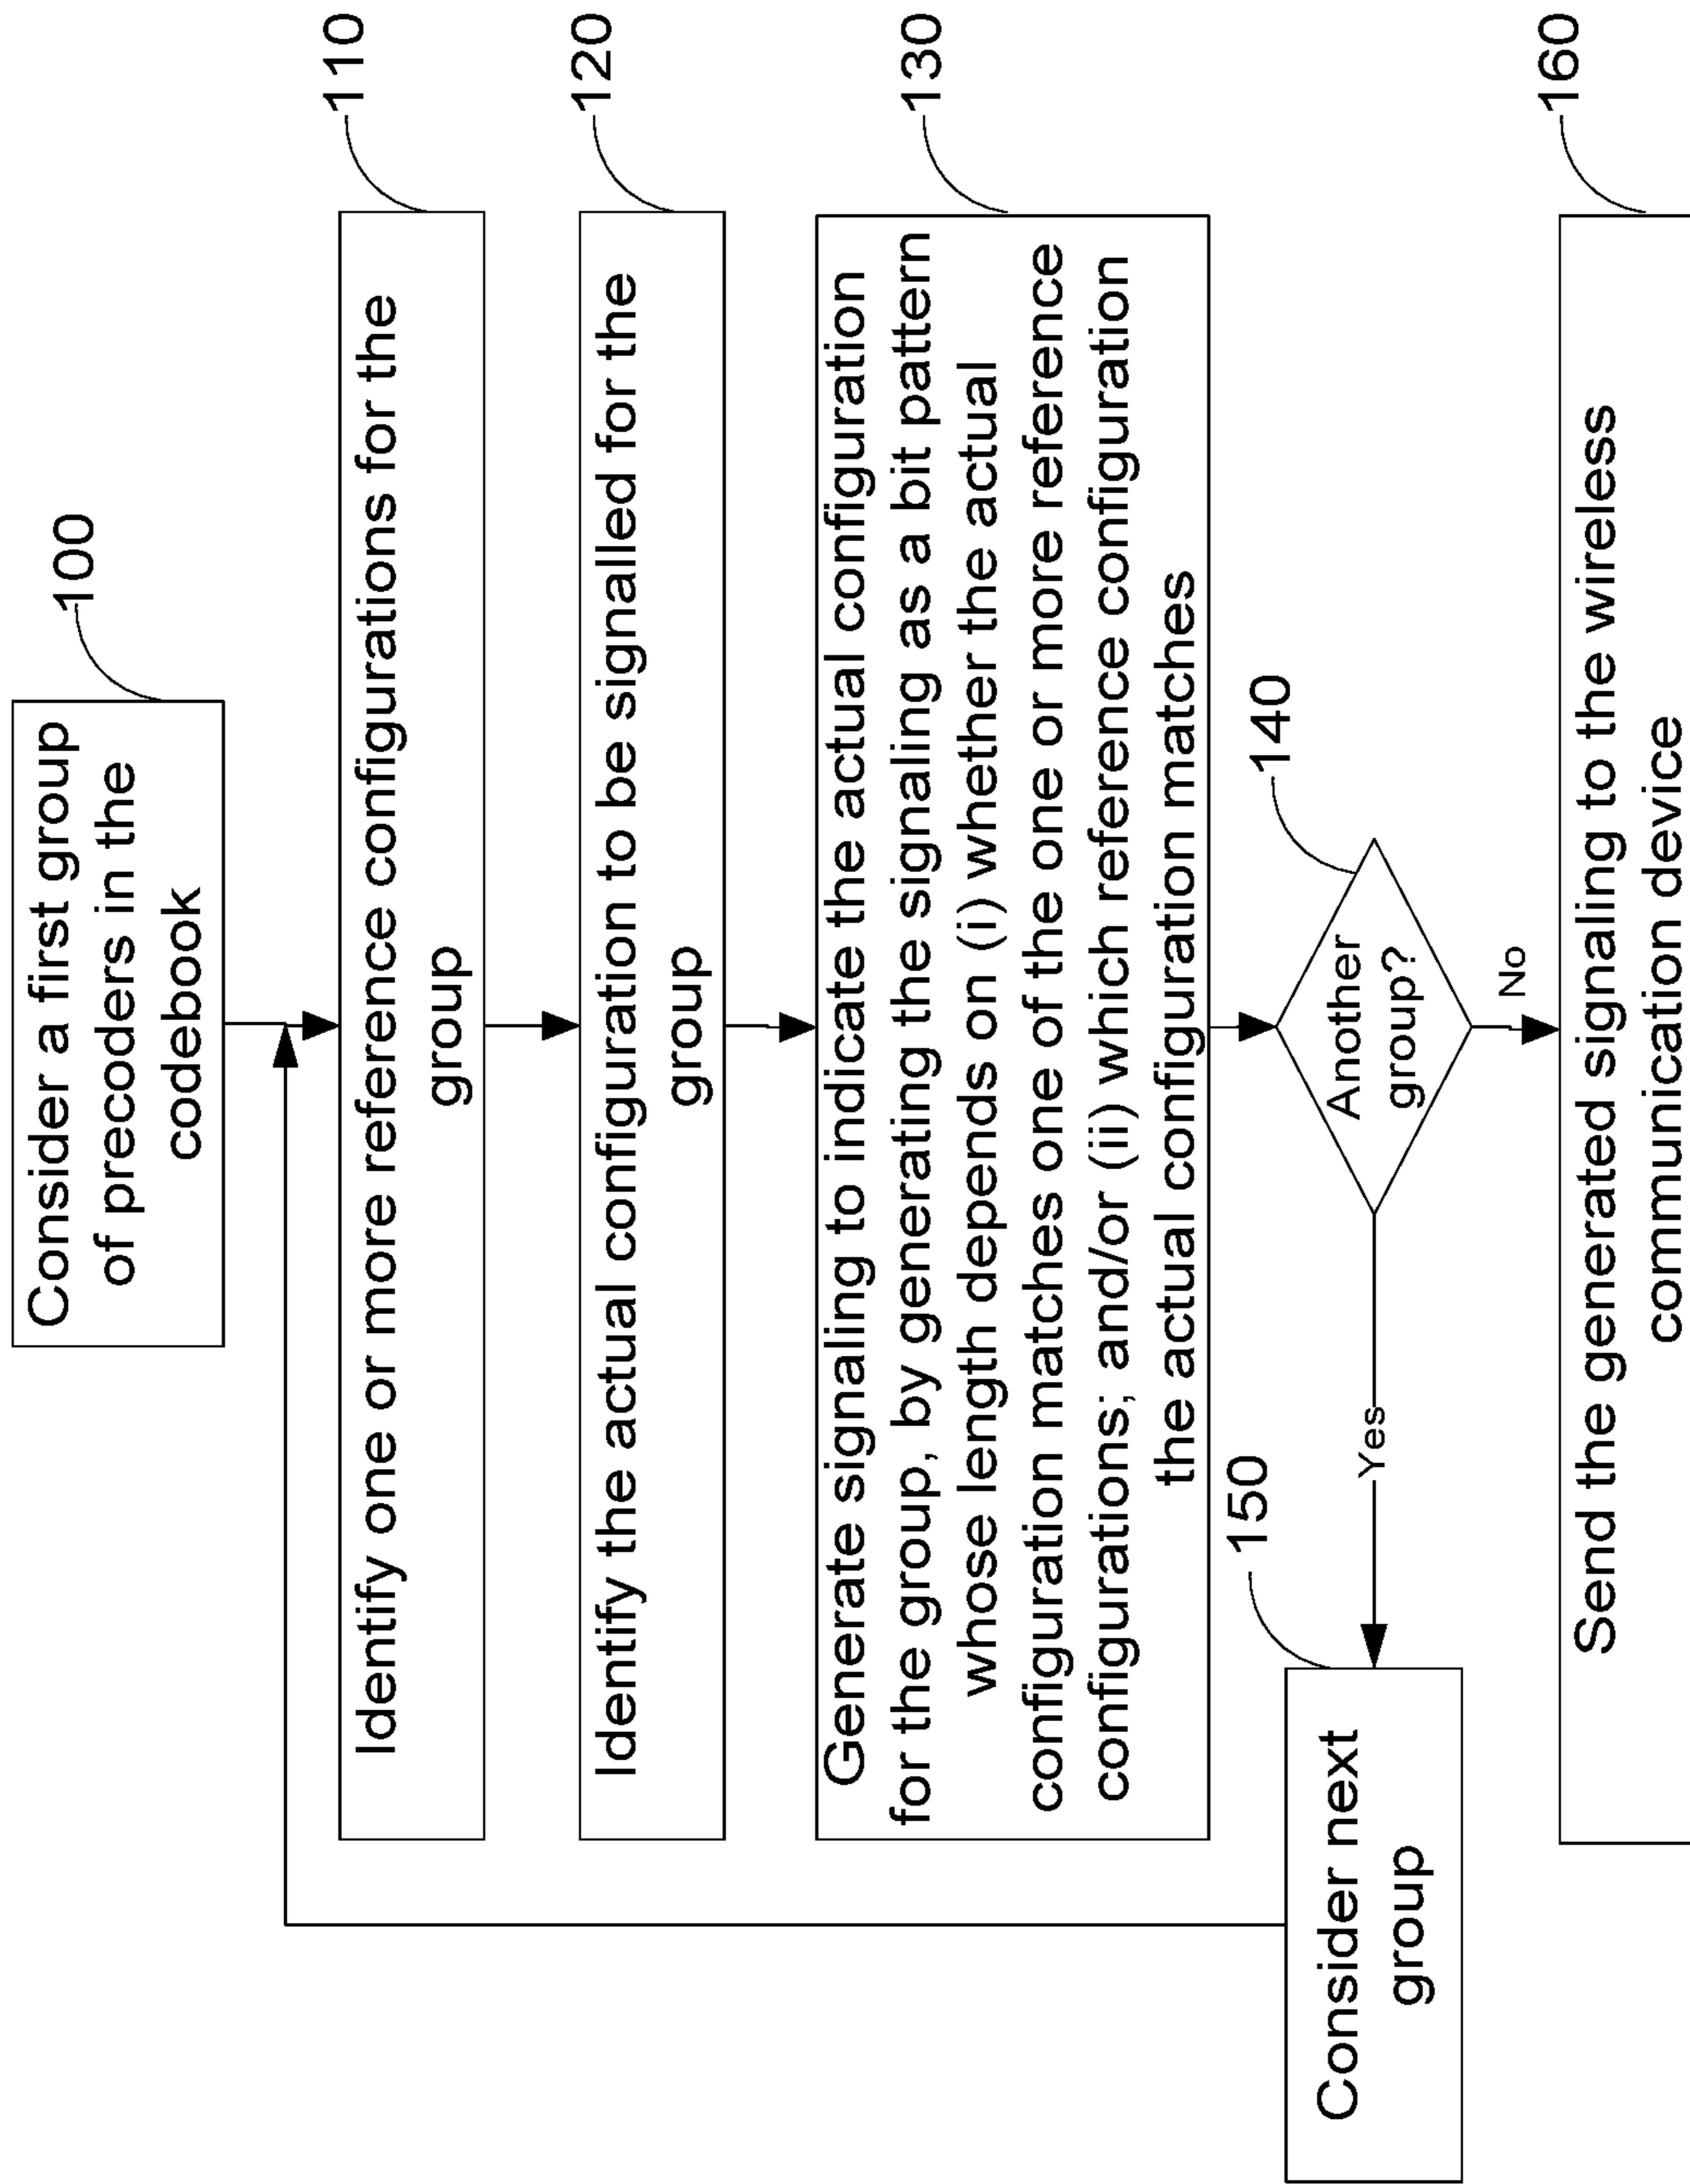 Consider a first group
of precoders in the
codebook
100
Identify one or more reference configurations for the
group
110
Identify the actual configuration to be signalled for the
group
120
Generate signaling to indicate the actual configuration
for the group, by generating the signaling as a bit pattern
whose length depends on (i) whether the actual
configuration matches one of the one or more reference
configurations; and/or (ii) which reference configuration
the actual configuration matches
130
Another
group?
140
Yes
No
Consider next
group
150
Send the generated signaling to the wireless
communication device
160